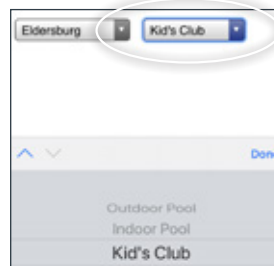 Eldersburg Kid's Club
Done
Outdoor Pool
Indoor Pool
Kid's Club